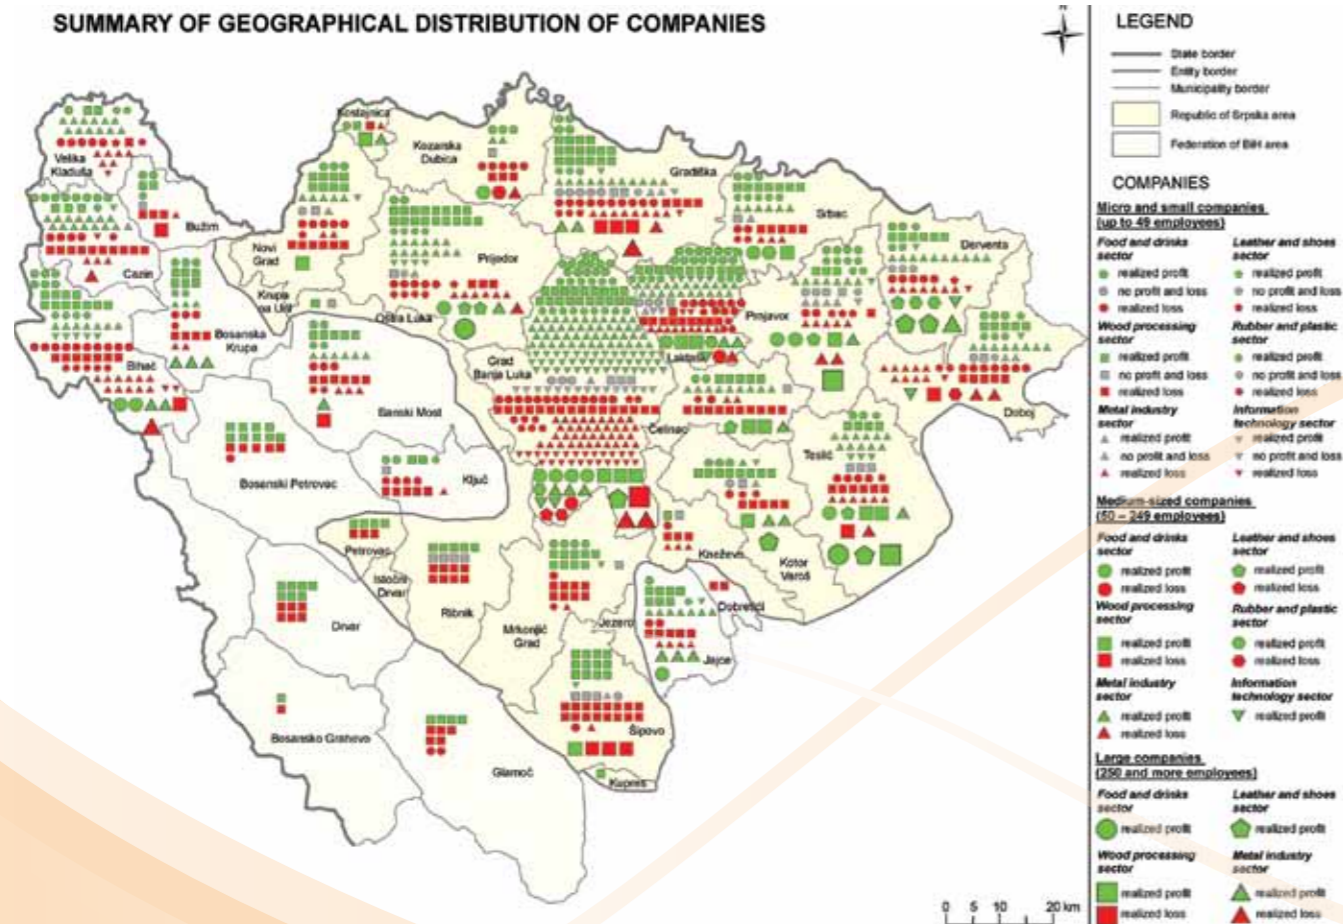 SUMMARY OF GEOGRAPHICAL DISTRIBUTION OF COMPANIES
N
Kostajnica
Velika
Kladuša
Kozarska
Dubica
Gradiška
Bužim
Srbac
Novi
Grad
Derventa
Cazin
Prijedor
Krupa
na Uni
Oštra Luka
Bosanska
Krupa
Prnjavor
Laktaši
Bihać
Grad
Banja Luka
Sanski Most
Doboj
Čelinac
Teslić
Ključ
Bosanski Petrovac
Petrovac
Kneževo
Kotor
Varoš
Istočni
Drvar
Ribnik
Dobretići
Drvar
Mrkonjić
Grad
Jezero
Jajce
Šipovo
Bosansko Grahovo
Glamoč
Kupres
0 5 10 20 km
LEGEND
State border
Entity border
Municipality border
Republic of Srpska area
Federation of BiH area
COMPANIES
Micro and small companies
(up to 49 employees)
Food and drinks
sector
realized profit
no profit and loss
realized loss
Leather and shoes
sector
realized profit
no profit and loss
realized loss
Wood processing
sector
realized profit
no profit and loss
realized loss
Rubber and plastic
sector
realized profit
no profit and loss
realized loss
Metal industry
sector
realized profit
no profit and loss
realized loss
Information
technology sector
realized profit
no profit and loss
realized loss
Medium-sized companies
(50 – 249 employees)
Food and drinks
sector
realized profit
realized loss
Leather and shoes
sector
realized profit
realized loss
Wood processing
sector
realized profit
realized loss
Rubber and plastic
sector
realized profit
realized loss
Metal industry
sector
realized profit
realized loss
Information
technology sector
realized profit
Large companies
(250 and more employees)
Food and drinks
sector
realized profit
Leather and shoes
sector
realized profit
Wood processing
sector
realized profit
realized loss
Metal industry
sector
realized profit
realized loss